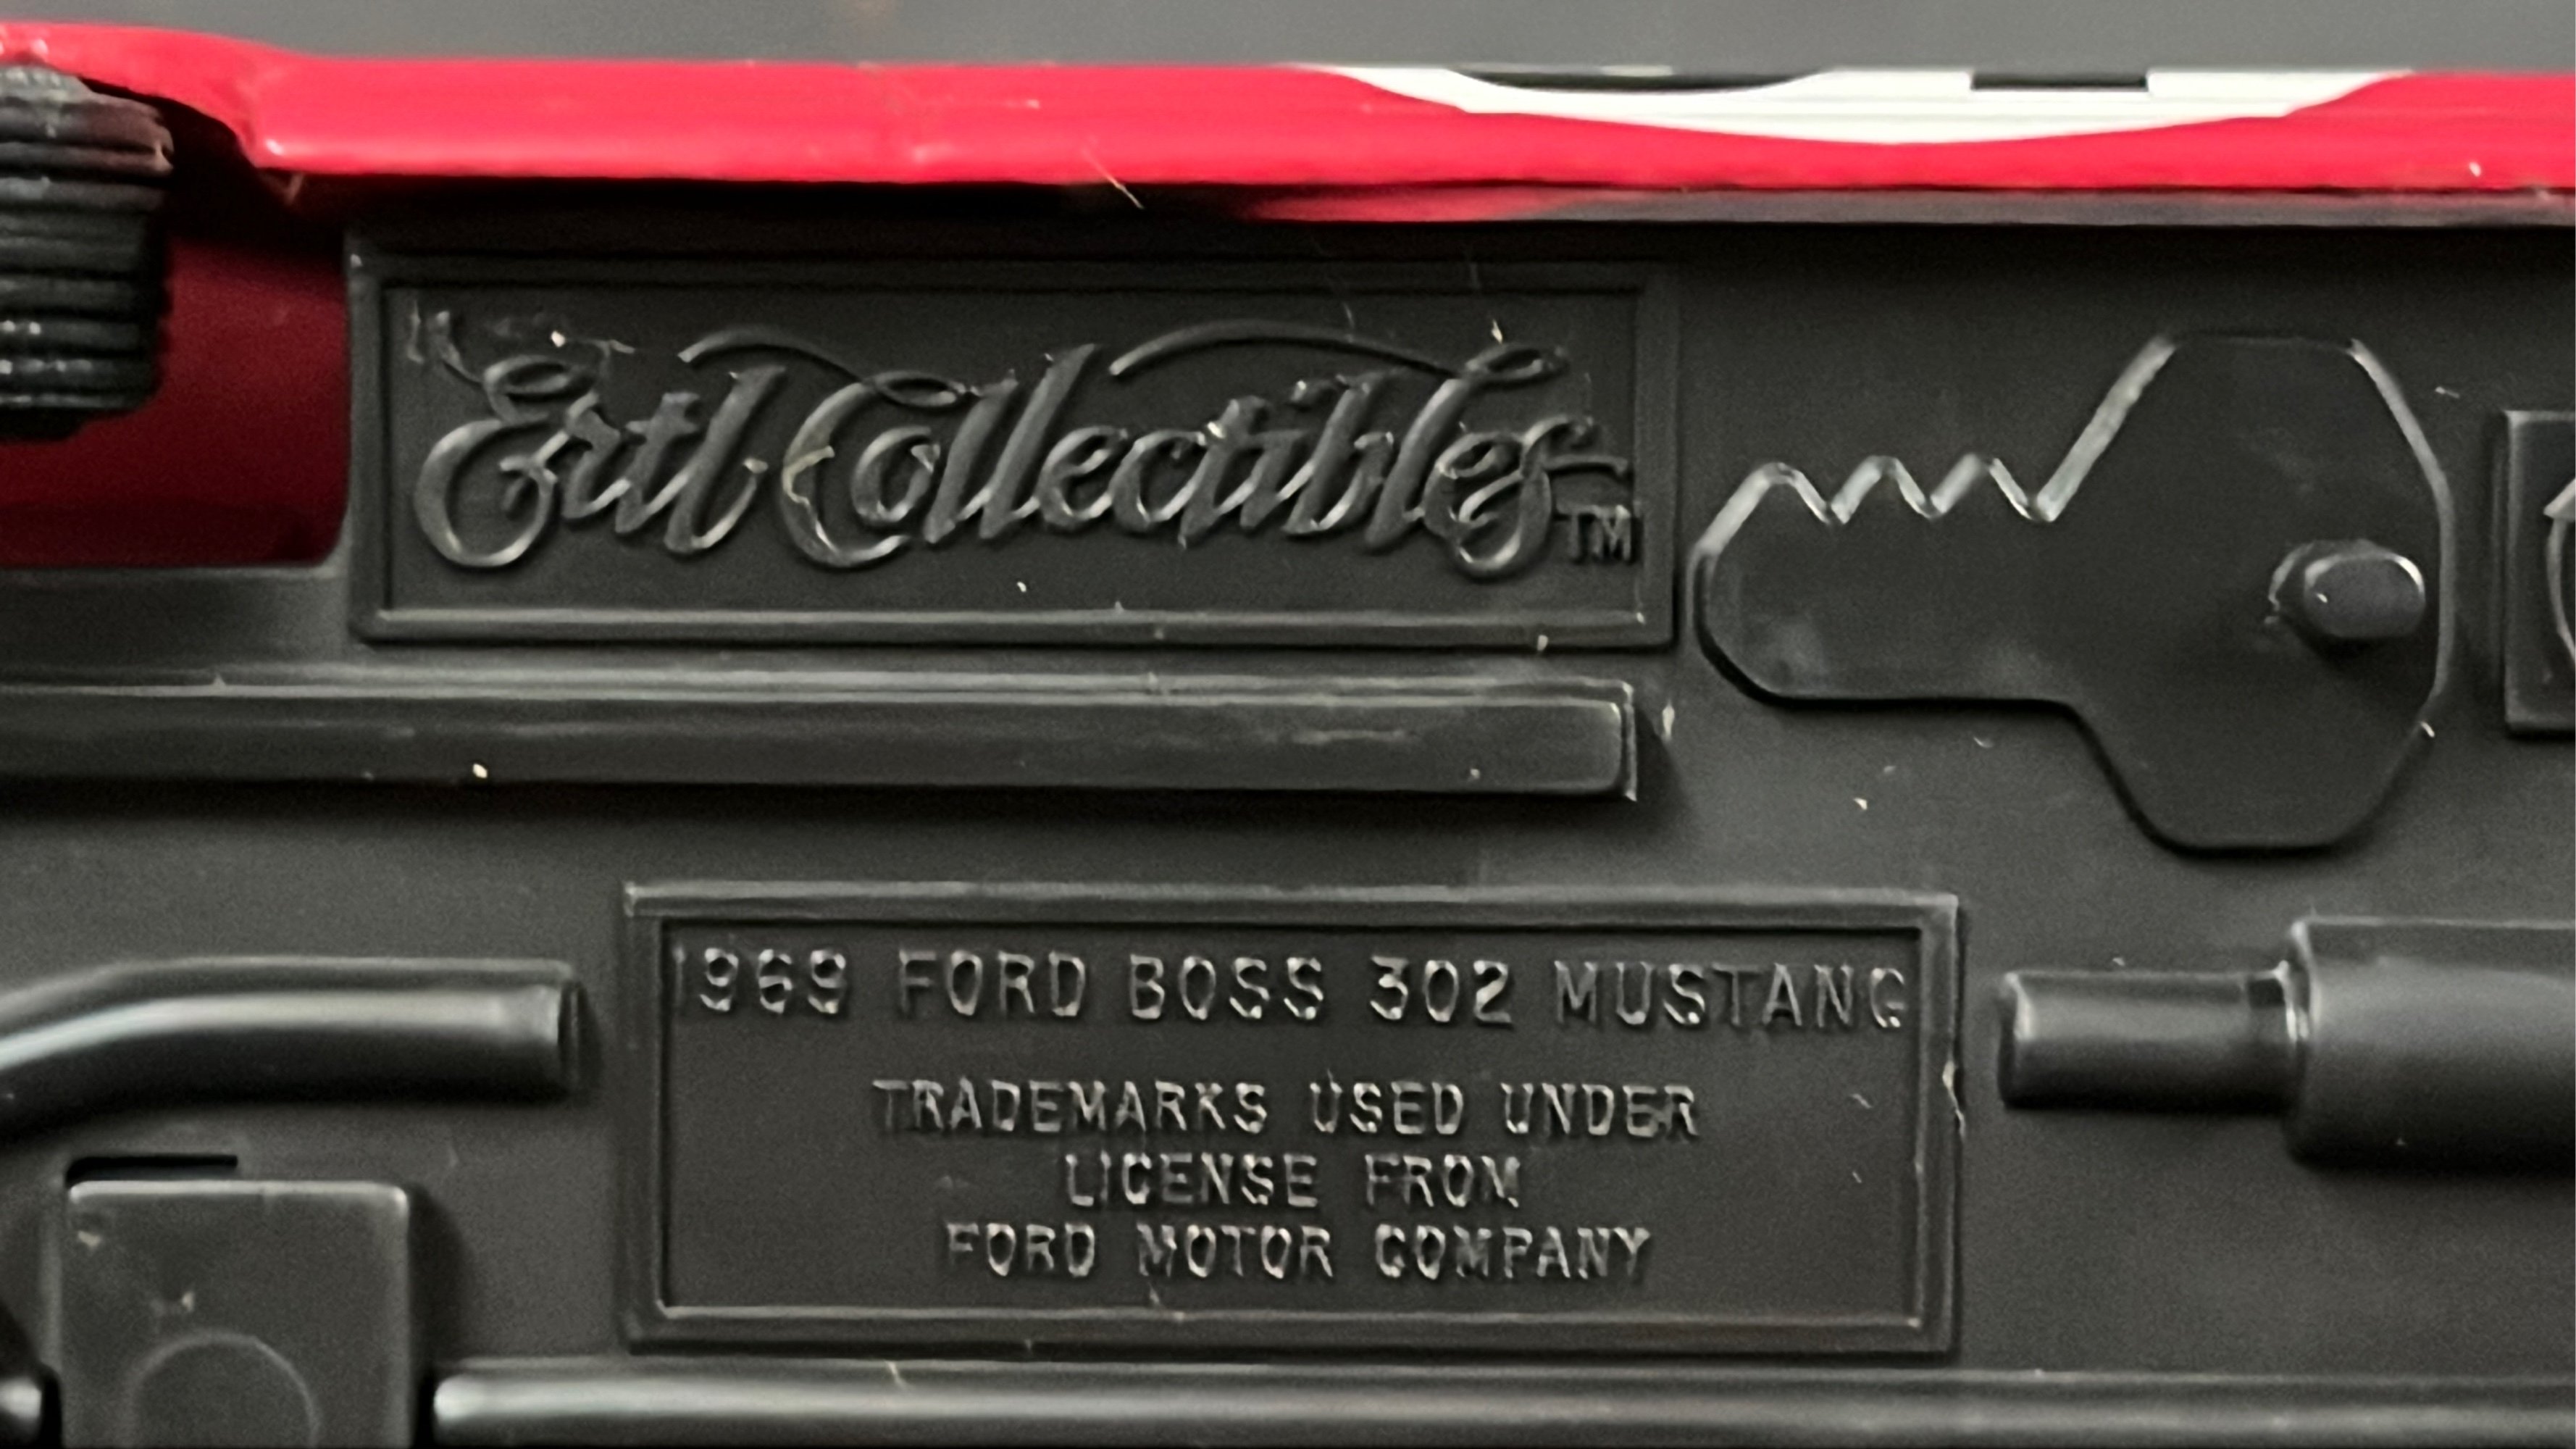 Ertl Collectibles™
1969 FORD BOSS 302 MUSTANG
TRADEMARKS USED UNDER
LICENSE FROM
FORD MOTOR COMPANY